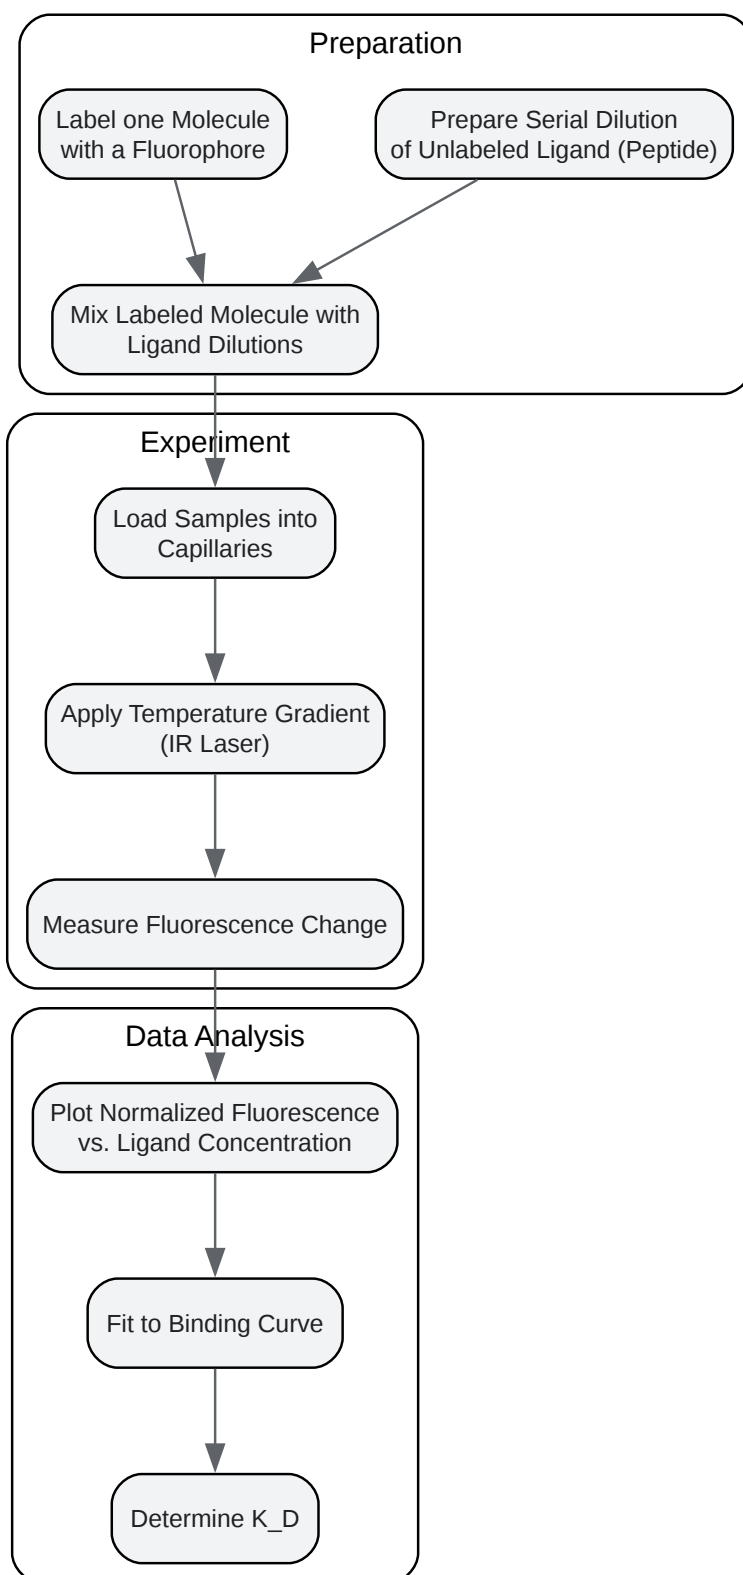 Preparation
Label one Molecule
with a Fluorophore
Prepare Serial Dilution
of Unlabeled Ligand (Peptide)
Mix Labeled Molecule with
Ligand Dilutions
Experiment
Load Samples into
Capillaries
Apply Temperature Gradient
(IR Laser)
Measure Fluorescence Change
Data Analysis
Plot Normalized Fluorescence
vs. Ligand Concentration
Fit to Binding Curve
Determine K_D